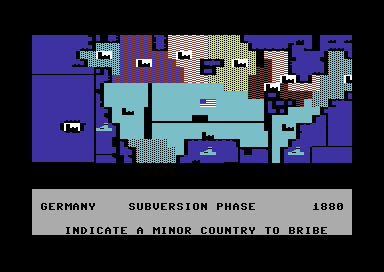 GERMANY SUBVERSION PHASE 1880
INDICATE A MINOR COUNTRY TO BRIBE